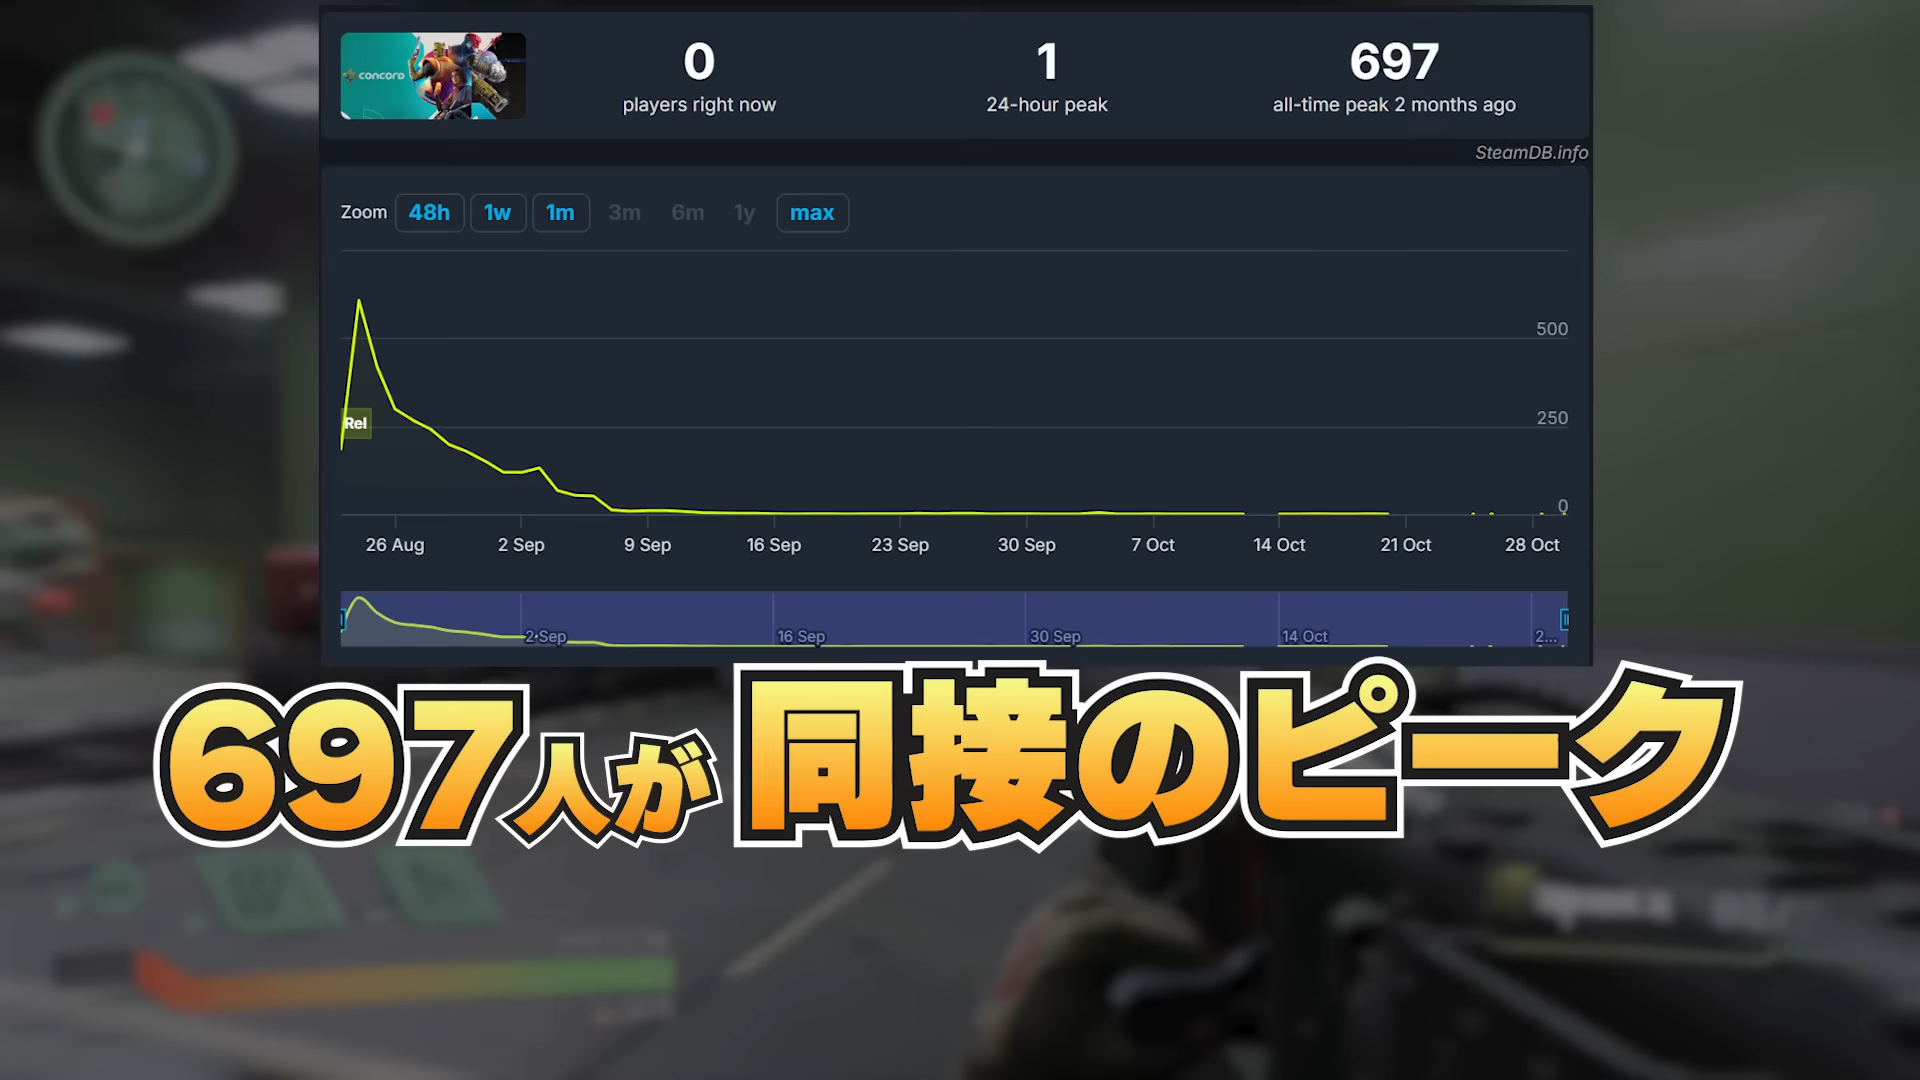 CONCORD
0
players right now
1
24-hour peak
697
all-time peak 2 months ago
SteamDB.info
Zoom 48h 1w 1m 3m 6m 1y max
500
250
0
Rel
26 Aug 2 Sep 9 Sep 16 Sep 23 Sep 30 Sep 7 Oct 14 Oct 21 Oct 28 Oct
2 Sep 16 Sep 30 Sep 14 Oct 2...
697人が同接のピーク